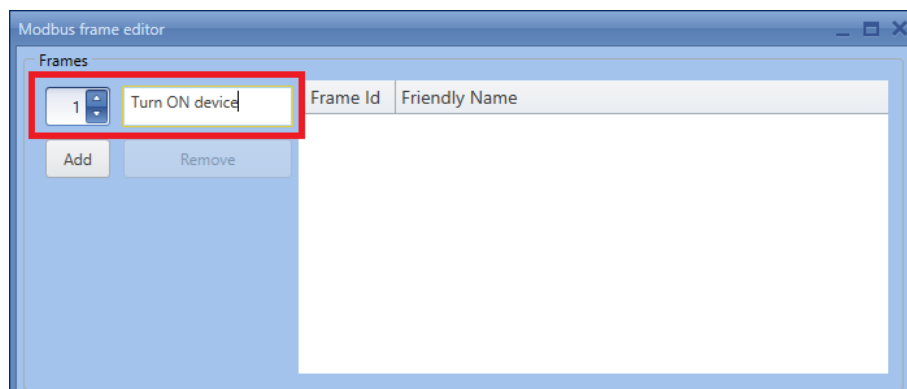 Modbus frame editor
Frames
1 Turn ON device Frame Id Friendly Name
Add Remove